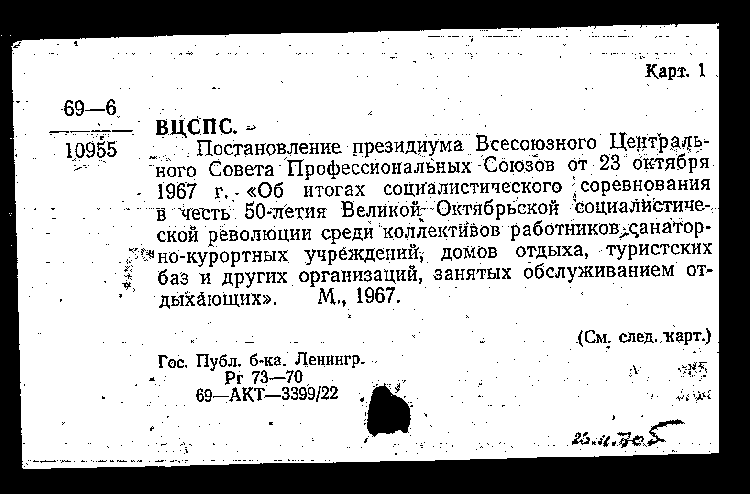 Карт. 1
69—6
10955
ВЦСПС.
Постановление президиума Всесоюзного Централь-
ного Совета Профессиональных Союзов от 23 октября
1967 г. «Об итогах социалистического соревнования
в честь 50-летия Великой Октябрьской социалистиче-
ской революции среди коллективов работников санатор-
но-курортных учреждений, домов отдыха, туристских
баз и других организаций, занятых обслуживанием от-
дыхающих». М., 1967.
(См. след. карт.)
Гос. Публ. б-ка. Ленингр.
Рг 73—70
69—АКТ—3399/22